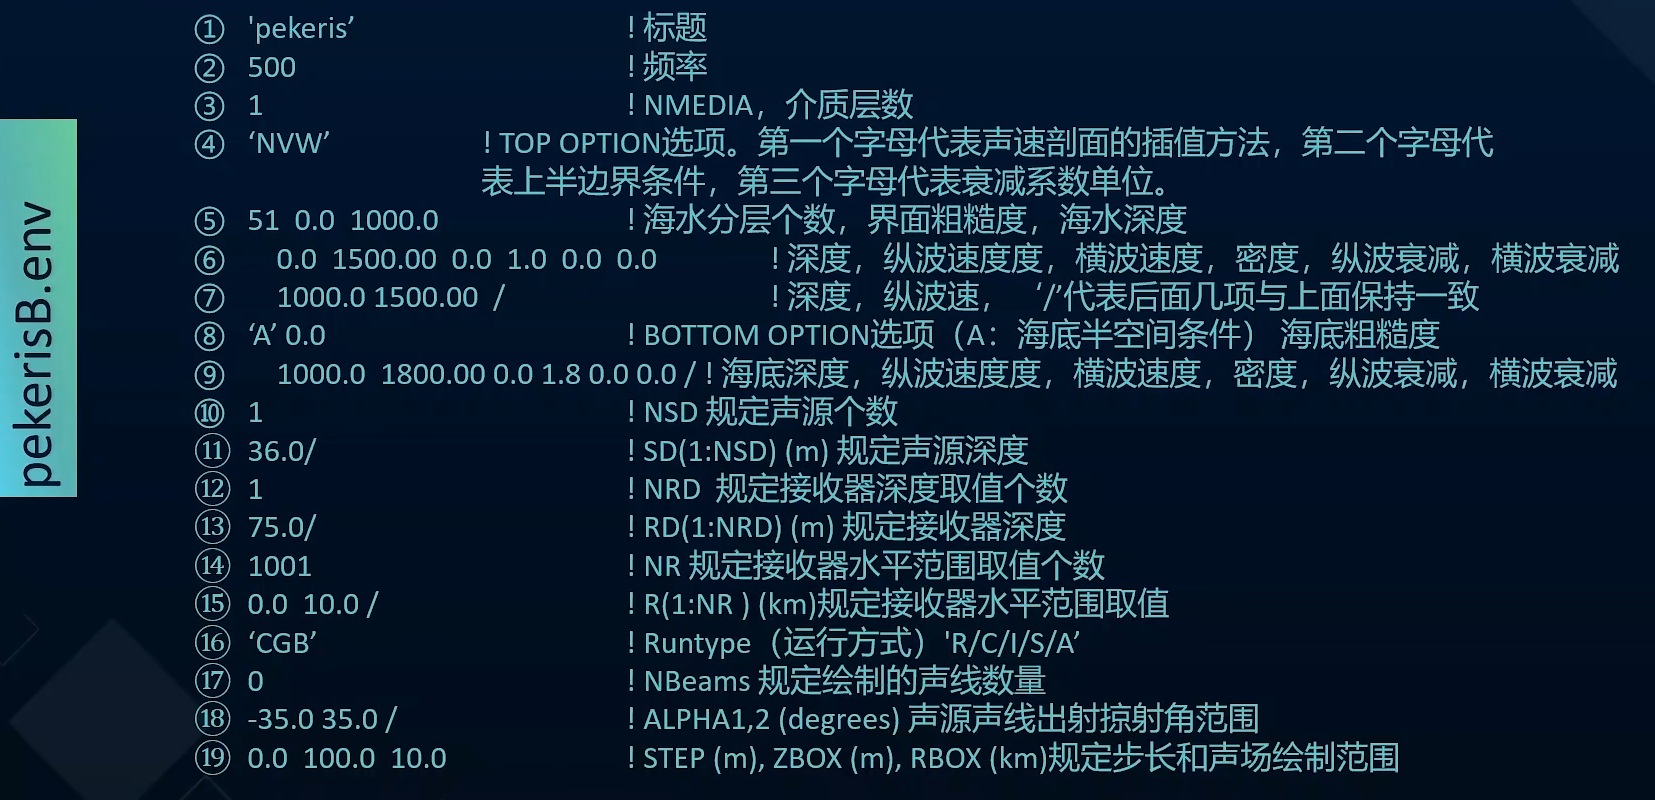 pekerisB.env
① 'pekeris’ ! 标题
② 500 ! 频率
③ 1 ! NMEDIA，介质层数
④ ‘NVW’ ! TOP OPTION选项。第一个字母代表声速剖面的插值方法，第二个字母代
表上半边界条件，第三个字母代表衰减系数单位。
⑤ 51 0.0 1000.0 ! 海水分层个数，界面粗糙度，海水深度
⑥ 0.0 1500.00 0.0 1.0 0.0 0.0 ! 深度，纵波速度度，横波速度，密度，纵波衰减，横波衰减
⑦ 1000.0 1500.00 / ! 深度，纵波速，‘/’代表后面几项与上面保持一致
⑧ ‘A’ 0.0 ! BOTTOM OPTION选项（A：海底半空间条件） 海底粗糙度
⑨ 1000.0 1800.00 0.0 1.8 0.0 0.0 / ! 海底深度，纵波速度度，横波速度，密度，纵波衰减，横波衰减
⑩ 1 ! NSD 规定声源个数
⑪ 36.0/ ! SD(1:NSD) (m) 规定声源深度
⑫ 1 ! NRD 规定接收器深度取值个数
⑬ 75.0/ ! RD(1:NRD) (m) 规定接收器深度
⑭ 1001 ! NR 规定接收器水平范围取值个数
⑮ 0.0 10.0 / ! R(1:NR ) (km)规定接收器水平范围取值
⑯ ‘CGB’ ! Runtype（运行方式）'R/C/I/S/A’
⑰ 0 ! NBeams 规定绘制的声线数量
⑱ -35.0 35.0 / ! ALPHA1,2 (degrees) 声源声线出射掠射角范围
⑲ 0.0 100.0 10.0 ! STEP (m), ZBOX (m), RBOX (km)规定步长和声场绘制范围